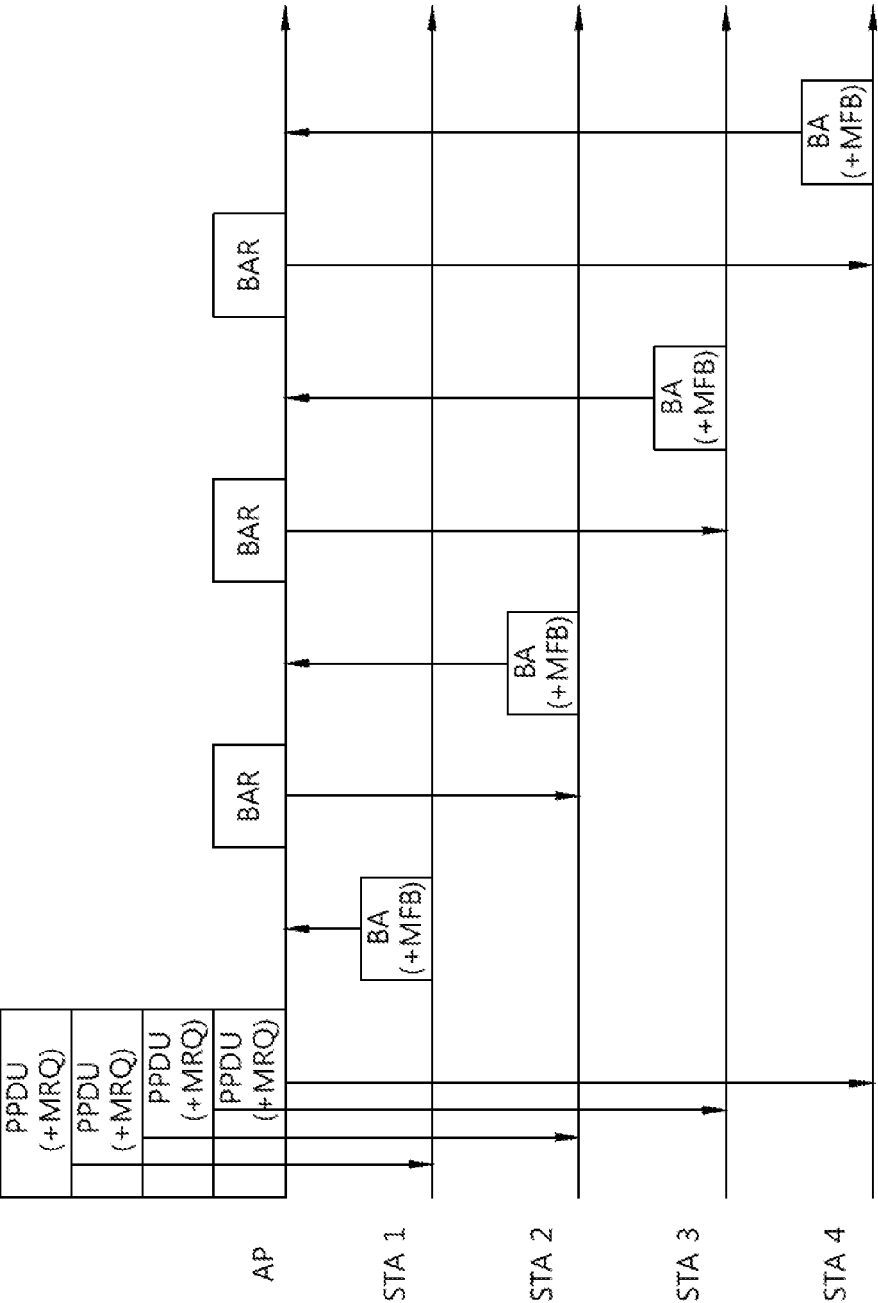 PPDU
(+MRQ)
PPDU
(+MRQ)
PPDU
(+MRQ)
PPDU
(+MRQ)
BAR
BAR
BAR
AP
BA
(+MFB)
STA 1
BA
(+MFB)
STA 2
BA
(+MFB)
STA 3
BA
(+MFB)
STA 4